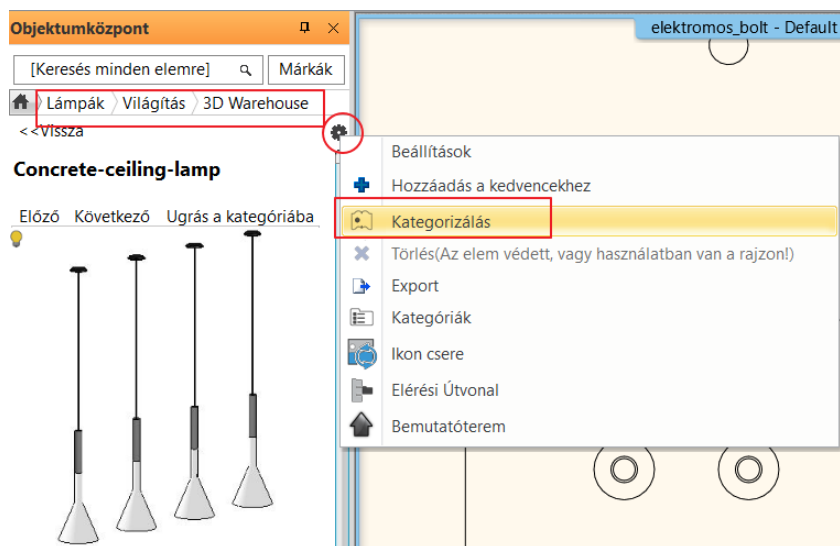 Objektumközpont
elektromos_bolt - Default
[Keresés minden elemre]
Márkák
Lámpák
Világítás
3D Warehouse
<<Vissza
Concrete-ceiling-lamp
Előző
Következő
Ugrás a kategóriába
Beállítások
Hozzáadás a kedvencekhez
Kategorizálás
Törlés(Az elem védett, vagy használatban van a rajzon!)
Export
Kategóriák
Ikon csere
Elérési Útvonal
Bemutatóterem